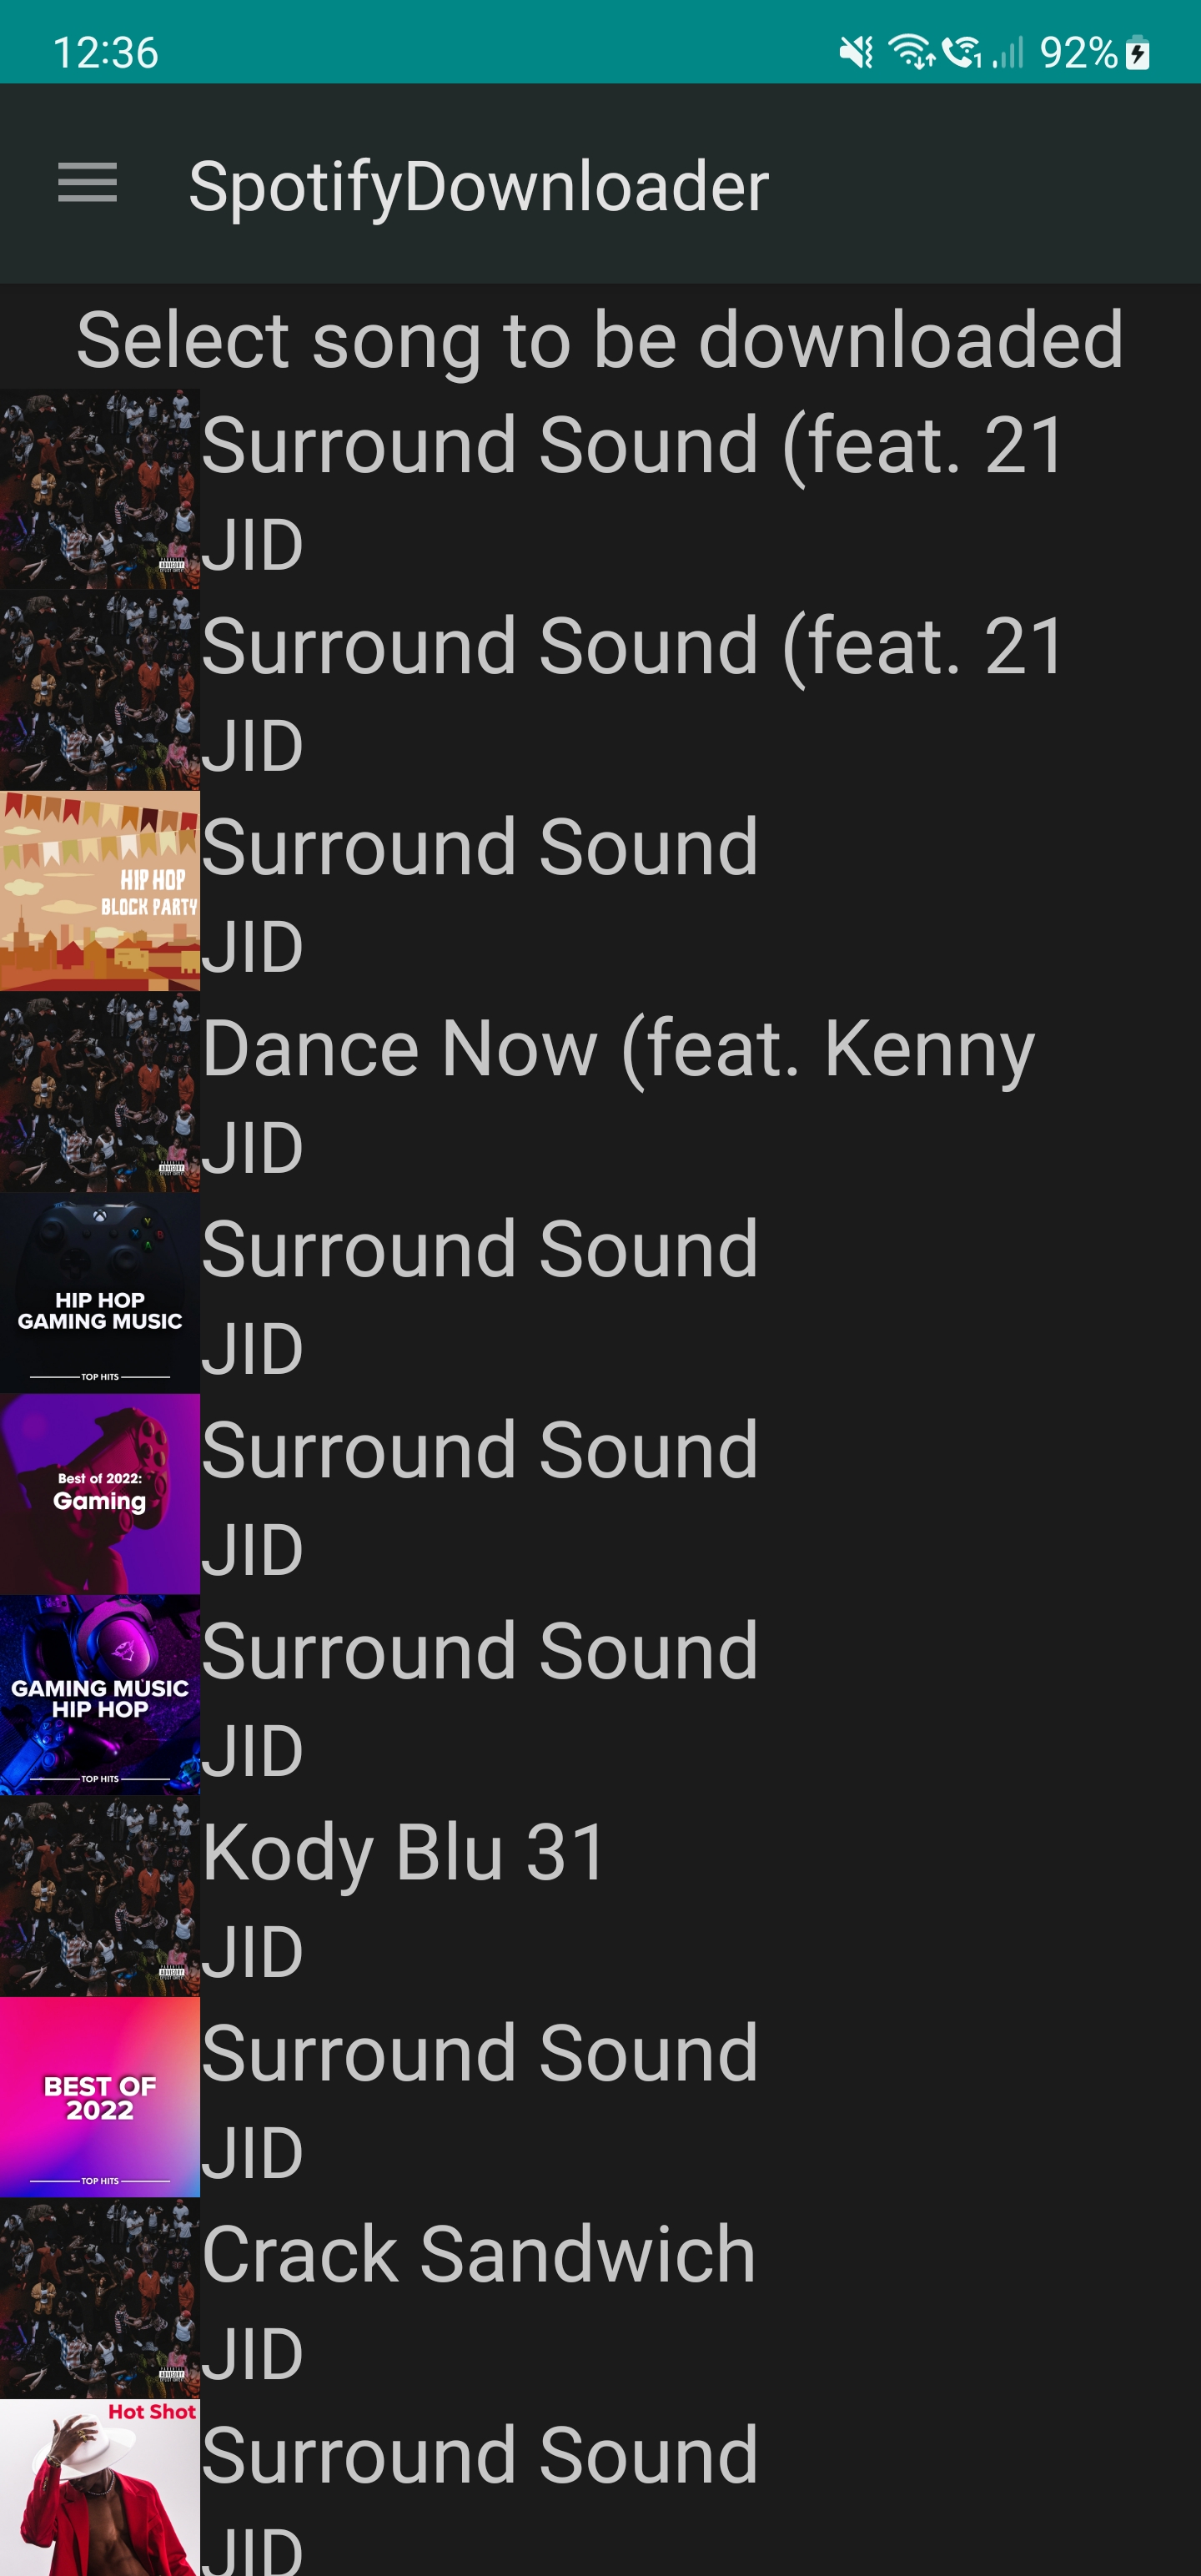 12:36
1
92%
SpotifyDownloader
Select song to be downloaded
Surround Sound (feat. 21
JID
Surround Sound (feat. 21
JID
HIP HOP
BLOCK PARTY
Surround Sound
JID
Dance Now (feat. Kenny
JID
HIP HOP
GAMING MUSIC
TOP HITS
Surround Sound
JID
Best of 2022:
Gaming
Surround Sound
JID
GAMING MUSIC
HIP HOP
TOP HITS
Surround Sound
JID
Kody Blu 31
JID
BEST OF
2022
TOP HITS
Surround Sound
JID
Crack Sandwich
JID
Hot Shot
Surround Sound
JID